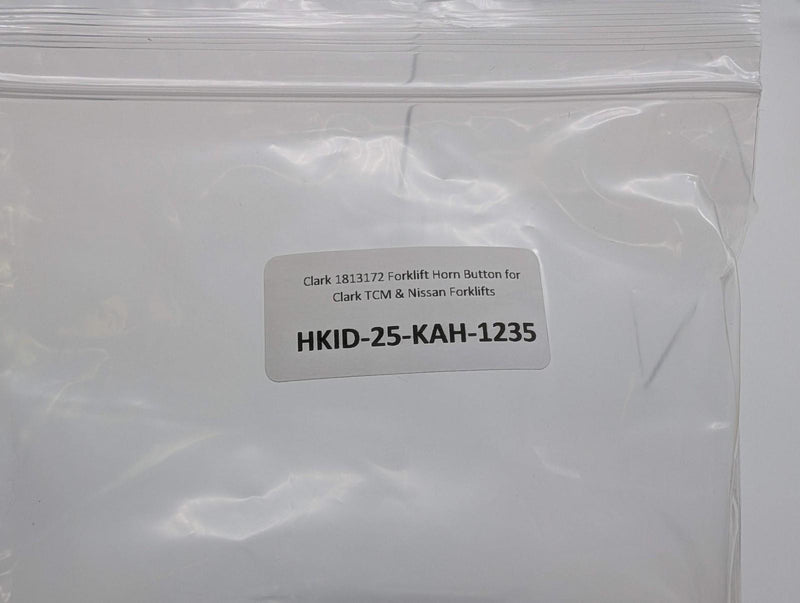 Clark 1813172 Forklift Horn Button for
Clark TCM & Nissan Forklifts
HKID-25-KAH-1235